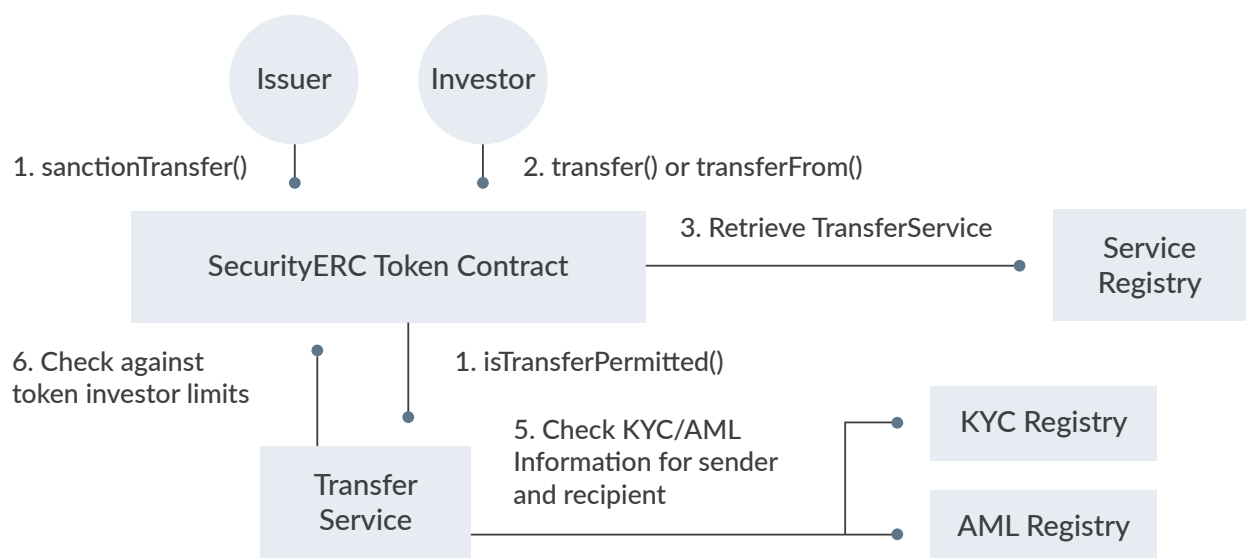 Issuer
Investor
1. sanctionTransfer()
2. transfer() or transferFrom()
SecurityERC Token Contract
3. Retrieve TransferService
Service
Registry
6. Check against
token investor limits
1. isTransferPermitted()
5. Check KYC/AML
Information for sender
and recipient
KYC Registry
Transfer
Service
AML Registry